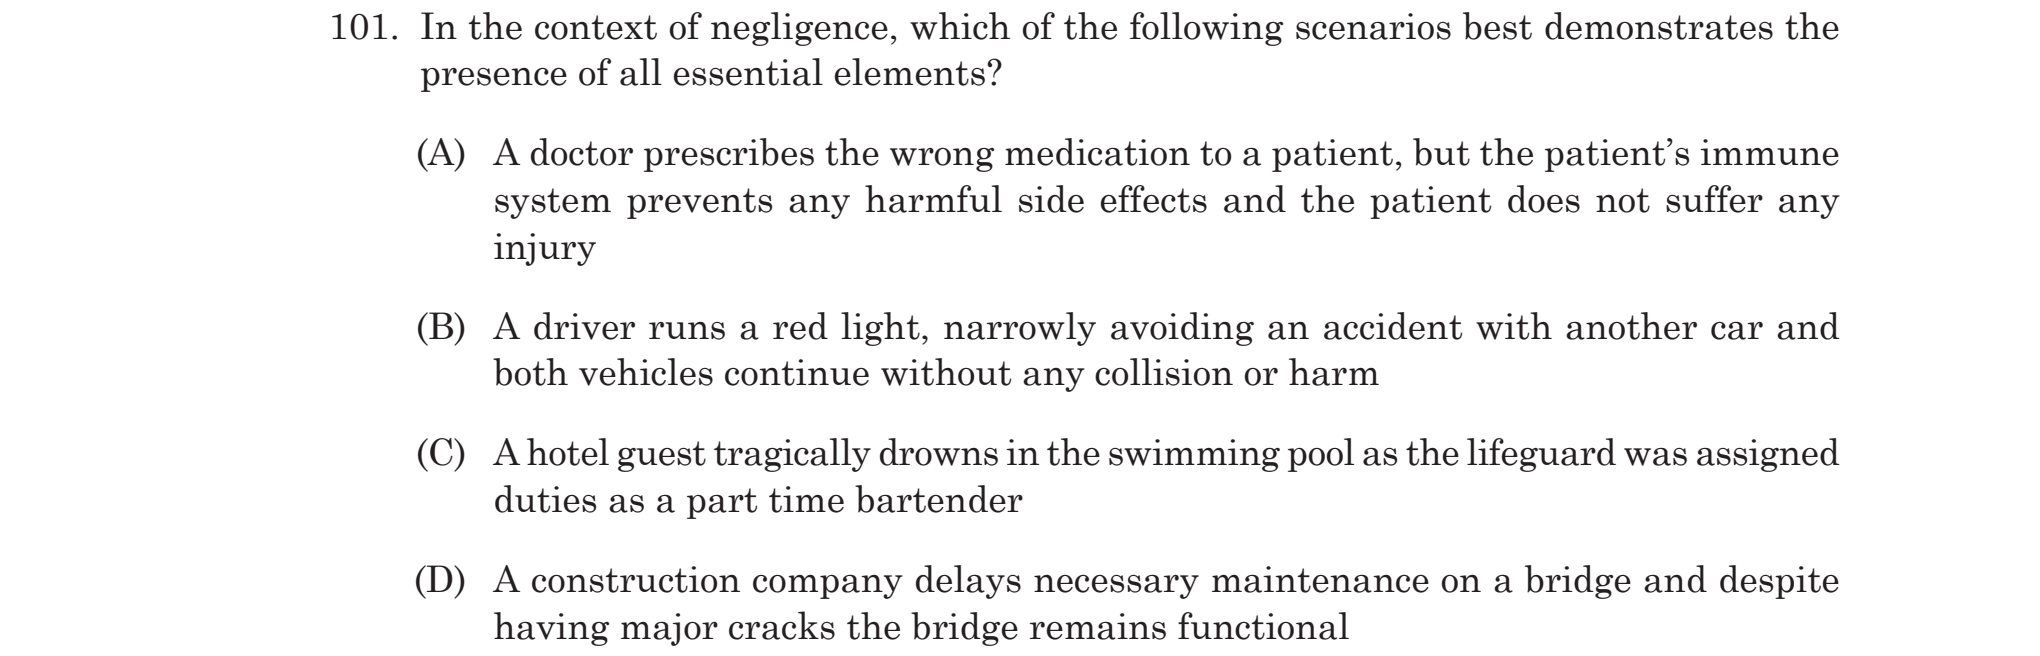 101. In the context of negligence, which of the following scenarios best demonstrates the
presence of all essential elements?
(A) A doctor prescribes the wrong medication to a patient, but the patient’s immune
system prevents any harmful side effects and the patient does not suffer any
injury
(B) A driver runs a red light, narrowly avoiding an accident with another car and
both vehicles continue without any collision or harm
(C) A hotel guest tragically drowns in the swimming pool as the lifeguard was assigned
duties as a part time bartender
(D) A construction company delays necessary maintenance on a bridge and despite
having major cracks the bridge remains functional